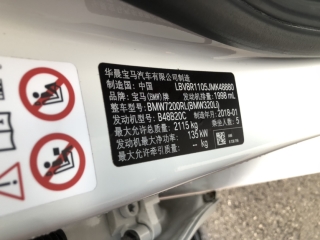 华晨宝马汽车有限公司制造
制造国：中国 LBV8R1105JMK48880
品牌：宝马(BMW)牌 发动机排量：1998 mL
整车型号：BMW7200RL(BMW320Li)
发动机型号：B48B20C 制造年月：2018-01
最大允许总质量：2115 kg 乘坐人数：5
发动机最大净功率：135 kW
最大允许牵引质量：- kg